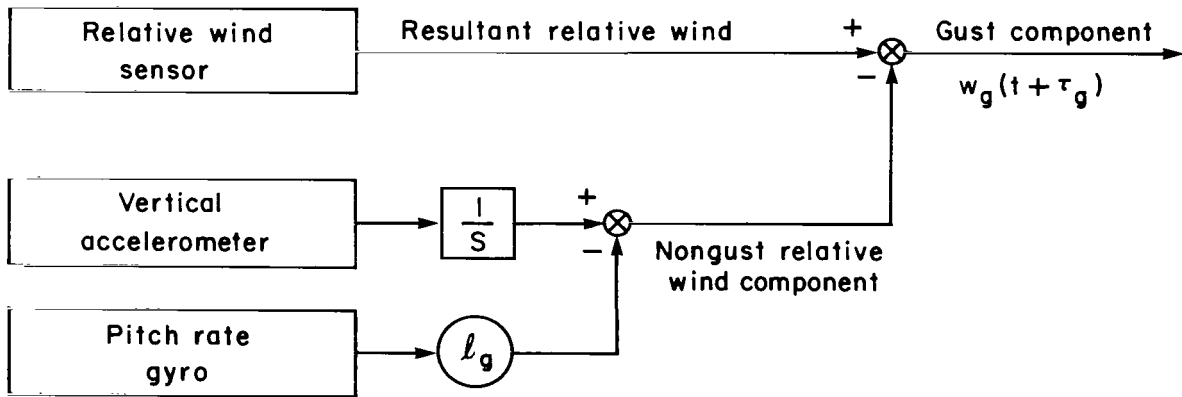 Relative wind
sensor
Resultant relative wind
+
−
Gust component
w_g(t + τ_g)
Vertical
accelerometer
1
S
+
−
Nongust relative
wind component
Pitch rate
gyro
ℓ_g